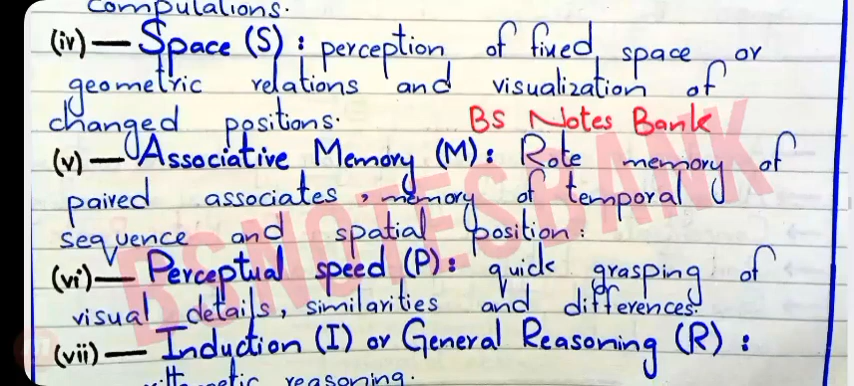 computations.
(iv) — Space (S) : perception of fixed space or
geometric relations and visualization of
changed positions.
BS Notes Bank
(v) — Associative Memory (M) : Rote memory of
paired associates , memory of temporal
sequence and spatial position :
(vi) — Perceptual speed (P) : quick grasping of
visual details, similarities and differences.
(vii) — Induction (I) or General Reasoning (R) :
reasoning.
BSNOTESBANK